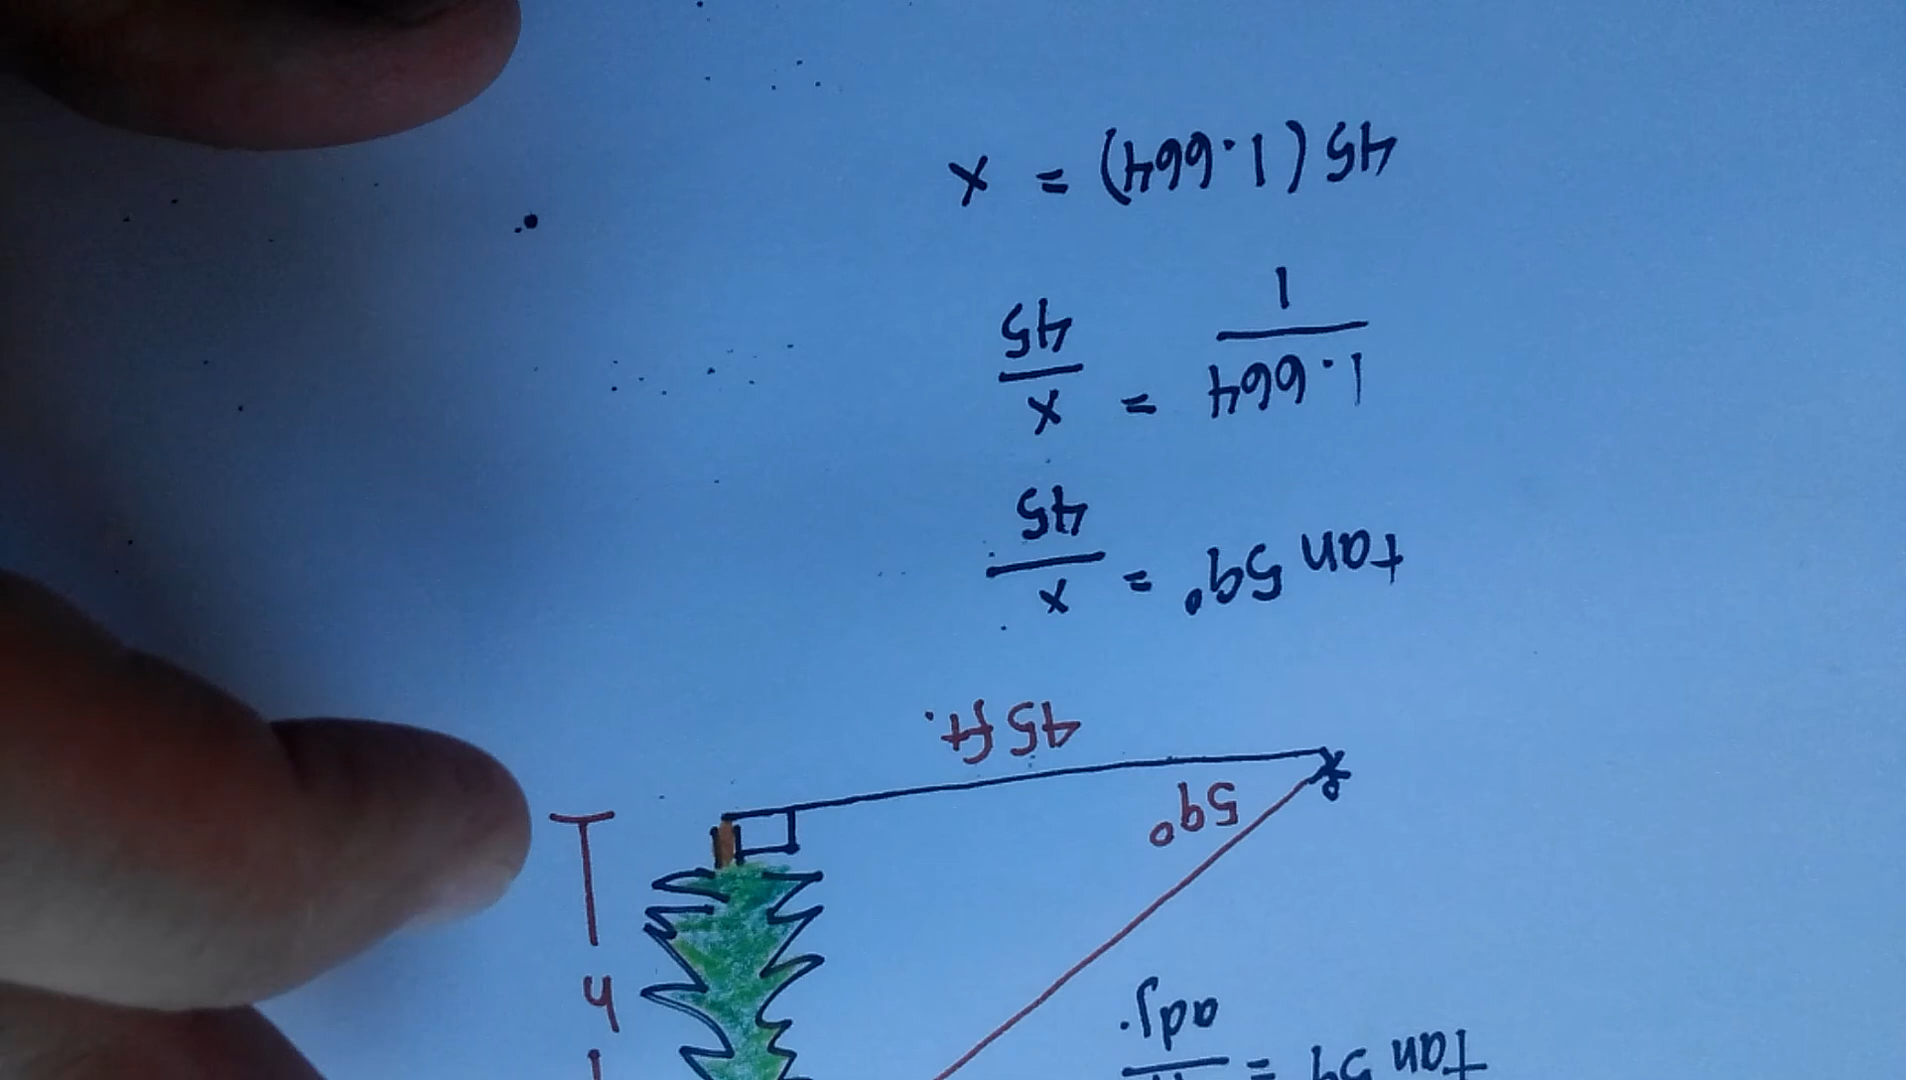 tan 59 =
adj.
h
59°
45 ft.
tan 59° = x/45
1.664/1 = x/45
45(1.664) = x